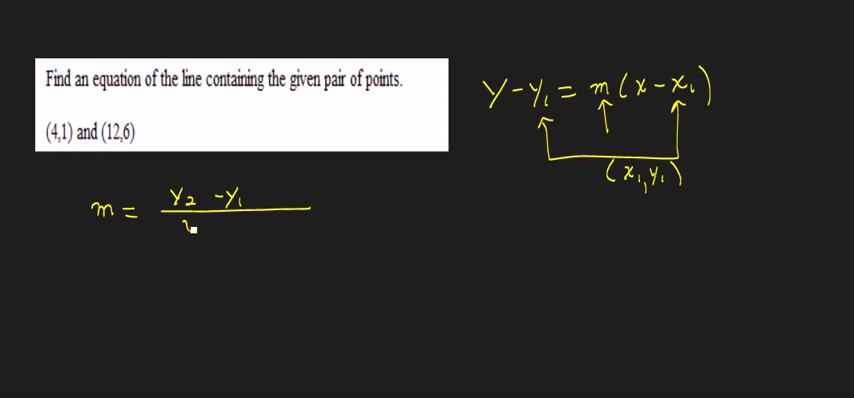 Find an equation of the line containing the given pair of points.
(4,1) and (12,6)
y - y₁ = m(x - x₁)
(x₁, y₁)
m = y₂ - y₁